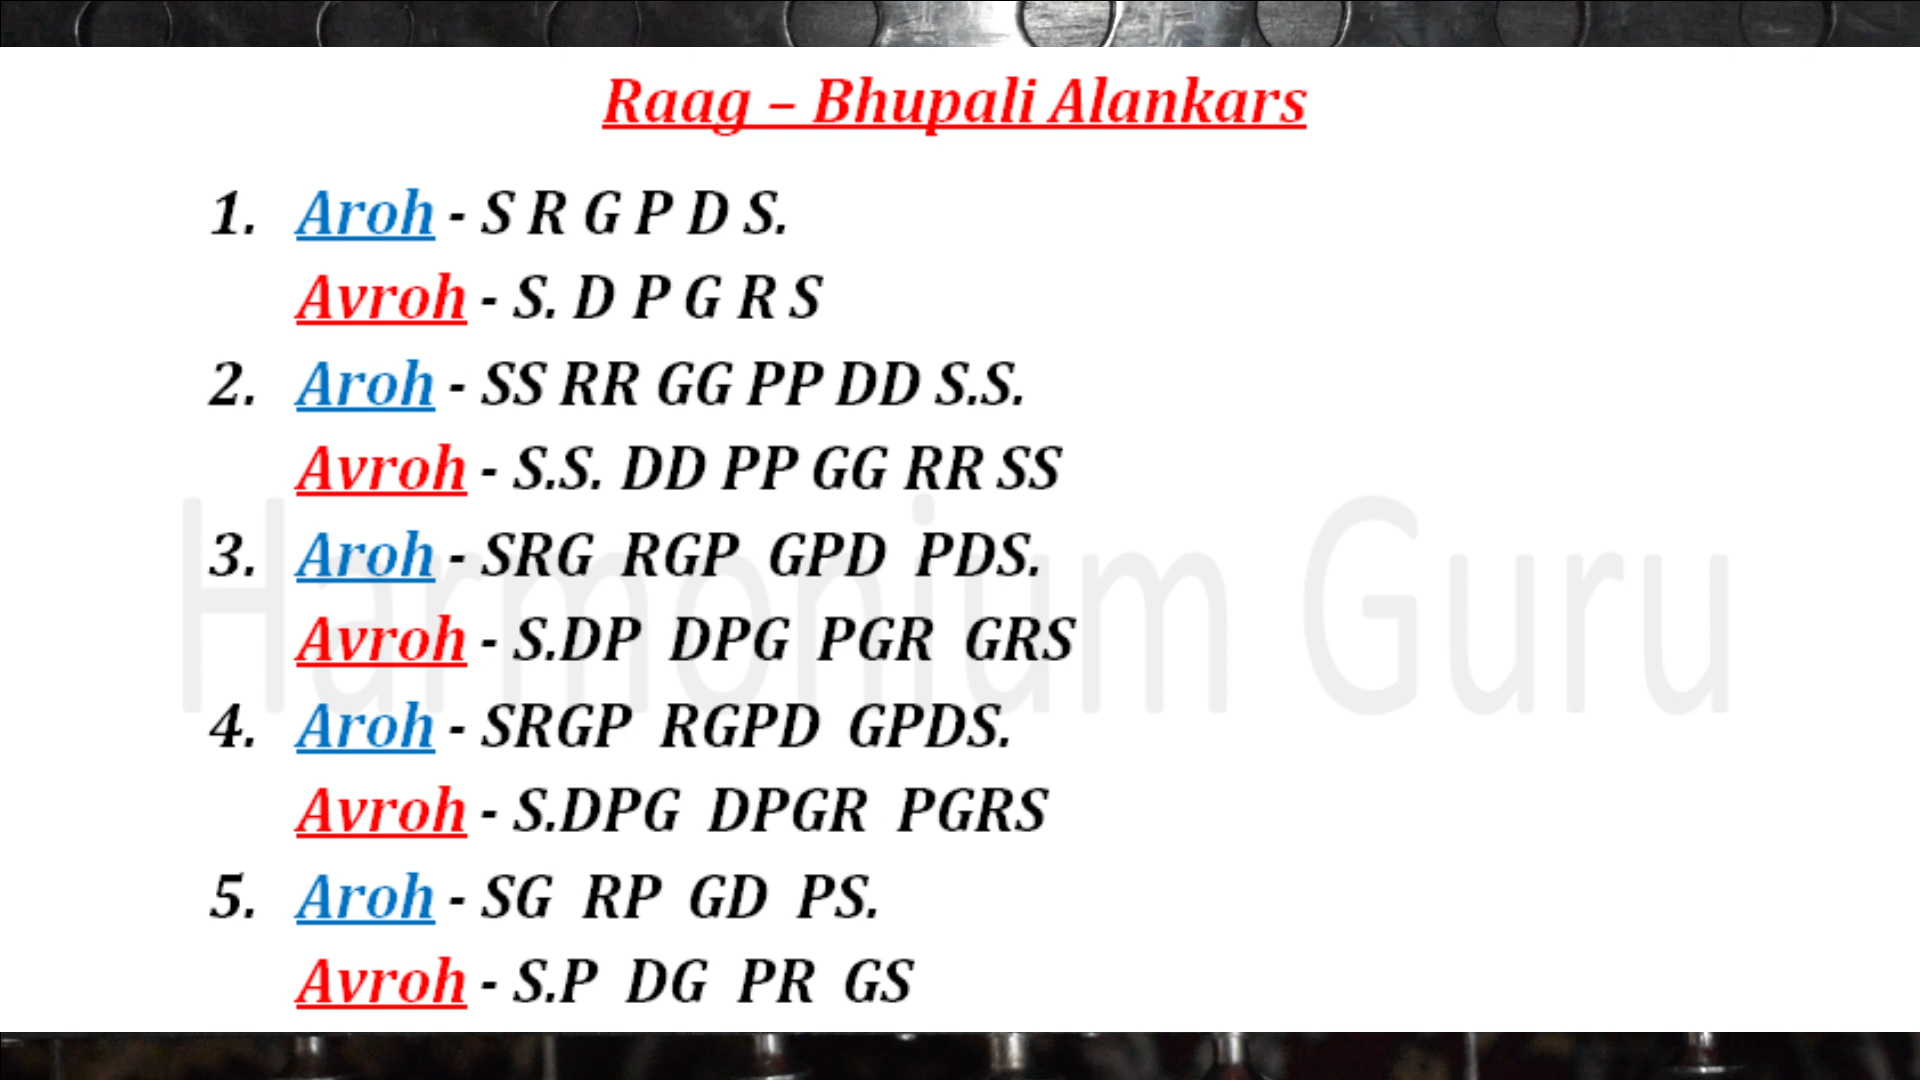 Raag – Bhupali Alankars
1. Aroh - S R G P D S.
Avroh - S. D P G R S
2. Aroh - SS RR GG PP DD S.S.
Avroh - S.S. DD PP GG RR SS
3. Aroh - SRG RGP GPD PDS.
Avroh - S.DP DPG PGR GRS
4. Aroh - SRGP RGPD GPDS.
Avroh - S.DPG DPGR PGRS
5. Aroh - SG RP GD PS.
Avroh - S.P DG PR GS
Harmonium Guru